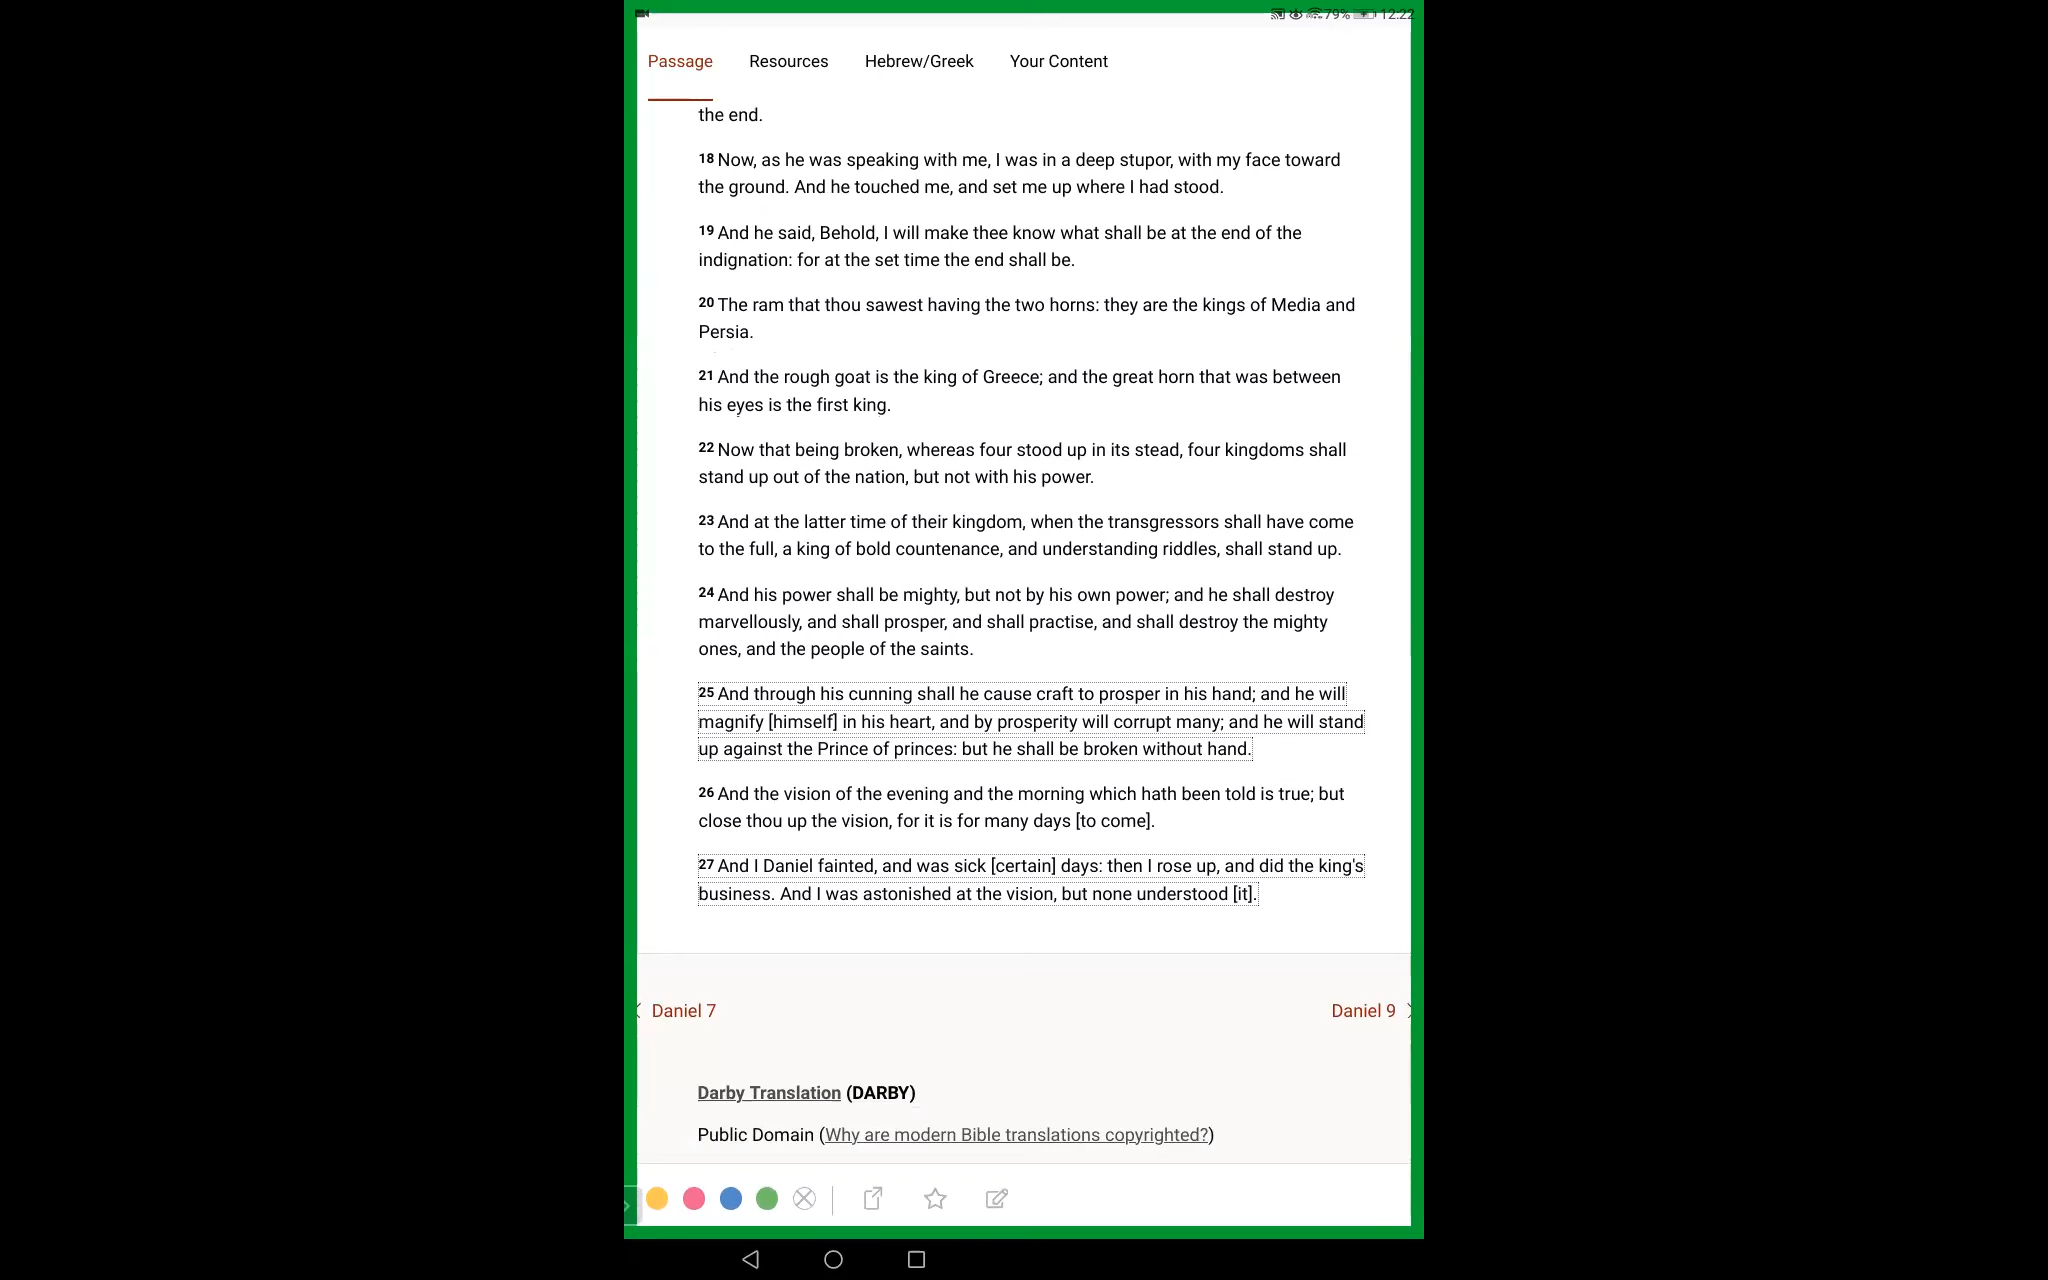 79% 12:22
Passage Resources Hebrew/Greek Your Content
the end.
18 Now, as he was speaking with me, I was in a deep stupor, with my face toward
the ground. And he touched me, and set me up where I had stood.
19 And he said, Behold, I will make thee know what shall be at the end of the
indignation: for at the set time the end shall be.
20 The ram that thou sawest having the two horns: they are the kings of Media and
Persia.
21 And the rough goat is the king of Greece; and the great horn that was between
his eyes is the first king.
22 Now that being broken, whereas four stood up in its stead, four kingdoms shall
stand up out of the nation, but not with his power.
23 And at the latter time of their kingdom, when the transgressors shall have come
to the full, a king of bold countenance, and understanding riddles, shall stand up.
24 And his power shall be mighty, but not by his own power; and he shall destroy
marvellously, and shall prosper, and shall practise, and shall destroy the mighty
ones, and the people of the saints.
25 And through his cunning shall he cause craft to prosper in his hand; and he will
magnify [himself] in his heart, and by prosperity will corrupt many; and he will stand
up against the Prince of princes: but he shall be broken without hand.
26 And the vision of the evening and the morning which hath been told is true; but
close thou up the vision, for it is for many days [to come].
27 And I Daniel fainted, and was sick [certain] days: then I rose up, and did the king's
business. And I was astonished at the vision, but none understood [it].
Daniel 7 Daniel 9
Darby Translation (DARBY)
Public Domain (Why are modern Bible translations copyrighted?)